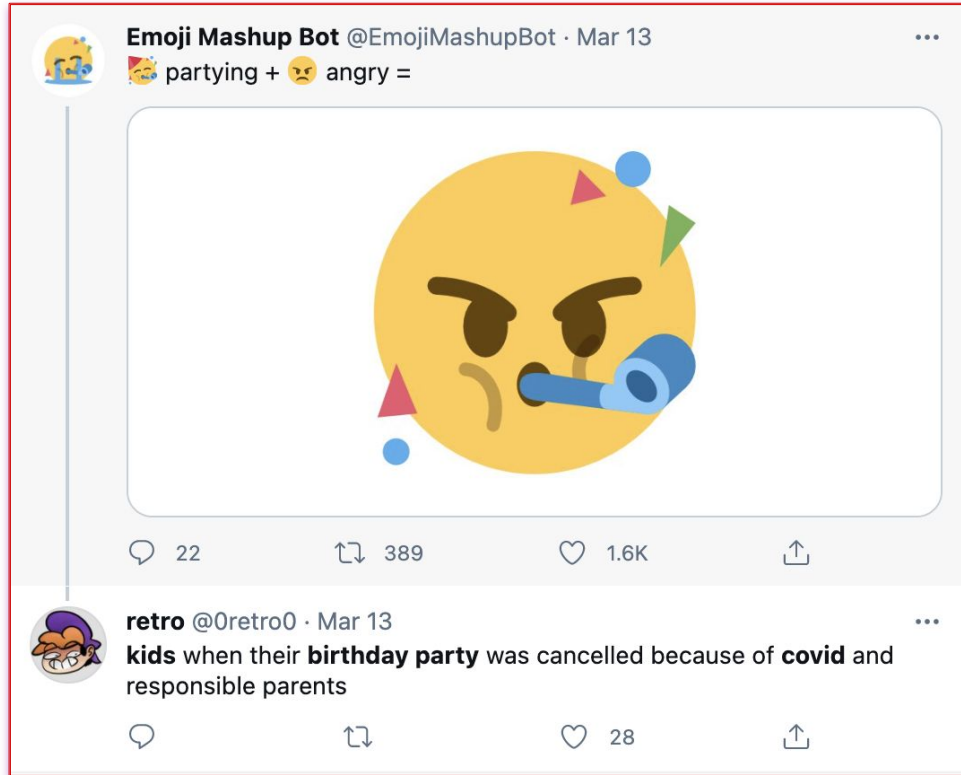 Emoji Mashup Bot @EmojiMashupBot · Mar 13
🥳 partying + 😠 angry =
22 389 1.6K
retro @0retro0 · Mar 13
kids when their birthday party was cancelled because of covid and
responsible parents
28